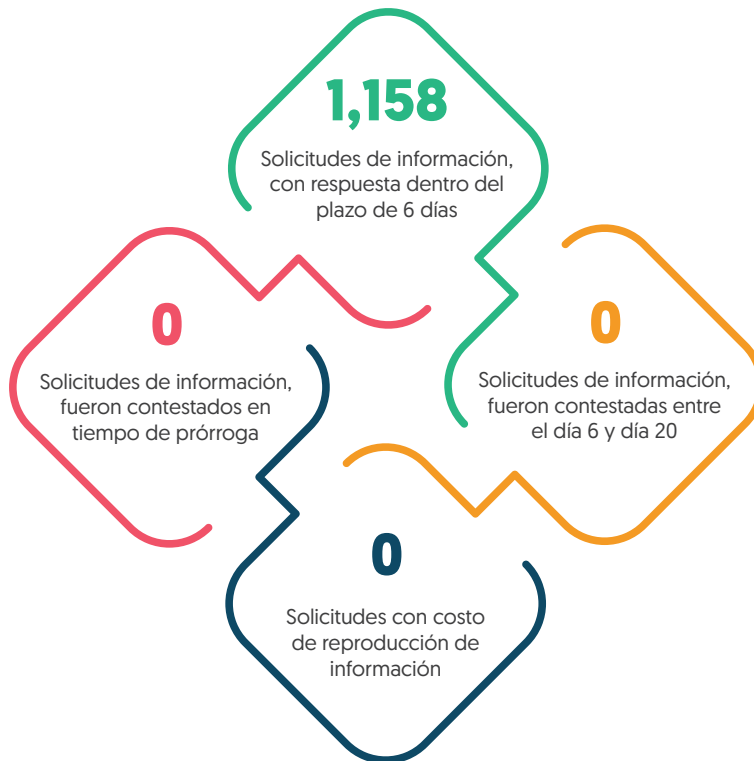 1,158
Solicitudes de información,
con respuesta dentro del
plazo de 6 días
0
Solicitudes de información,
fueron contestados en
tiempo de prórroga
0
Solicitudes de información,
fueron contestadas entre
el día 6 y día 20
0
Solicitudes con costo
de reproducción de
información